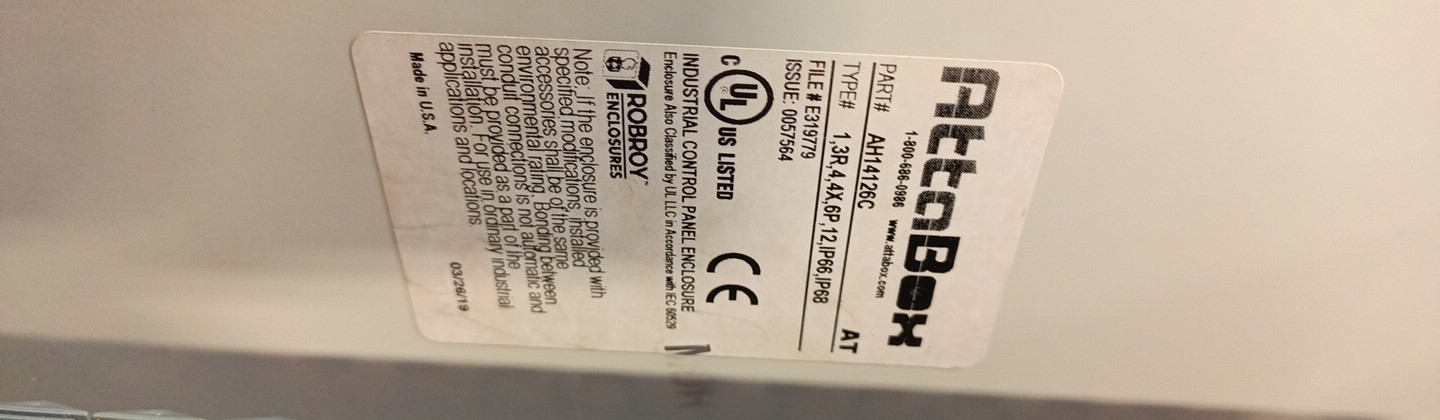 AttaBox
1-800-686-0986 www.attabox.com
PART# AH14126C
AT
TYPE# 1,3R,4,4X,6P,12,IP66,IP68
FILE # E319779
ISSUE: 0057564
C UL US LISTED CE
INDUSTRIAL CONTROL PANEL ENCLOSURE
Enclosure Also Classified by UL LLC in Accordance with IEC 60529
ROBROY™
ENCLOSURES
Note: If the enclosure is provided with
specified modifications, installed
accessories shall be of the same
environmental rating. Bonding between
conduit connections is not automatic and
must be provided as a part of the
installation. For use in ordinary industrial
applications and locations.
Made in U.S.A.
03/26/19